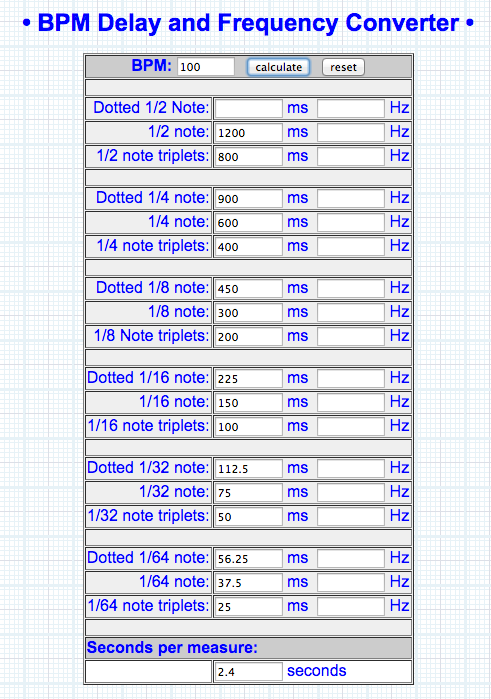 • BPM Delay and Frequency Converter •
BPM: 100 calculate reset
Dotted 1/2 Note: ms Hz
1/2 note: 1200 ms Hz
1/2 note triplets: 800 ms Hz
Dotted 1/4 note: 900 ms Hz
1/4 note: 600 ms Hz
1/4 note triplets: 400 ms Hz
Dotted 1/8 note: 450 ms Hz
1/8 note: 300 ms Hz
1/8 Note triplets: 200 ms Hz
Dotted 1/16 note: 225 ms Hz
1/16 note: 150 ms Hz
1/16 note triplets: 100 ms Hz
Dotted 1/32 note: 112.5 ms Hz
1/32 note: 75 ms Hz
1/32 note triplets: 50 ms Hz
Dotted 1/64 note: 56.25 ms Hz
1/64 note: 37.5 ms Hz
1/64 note triplets: 25 ms Hz
Seconds per measure:
2.4 seconds